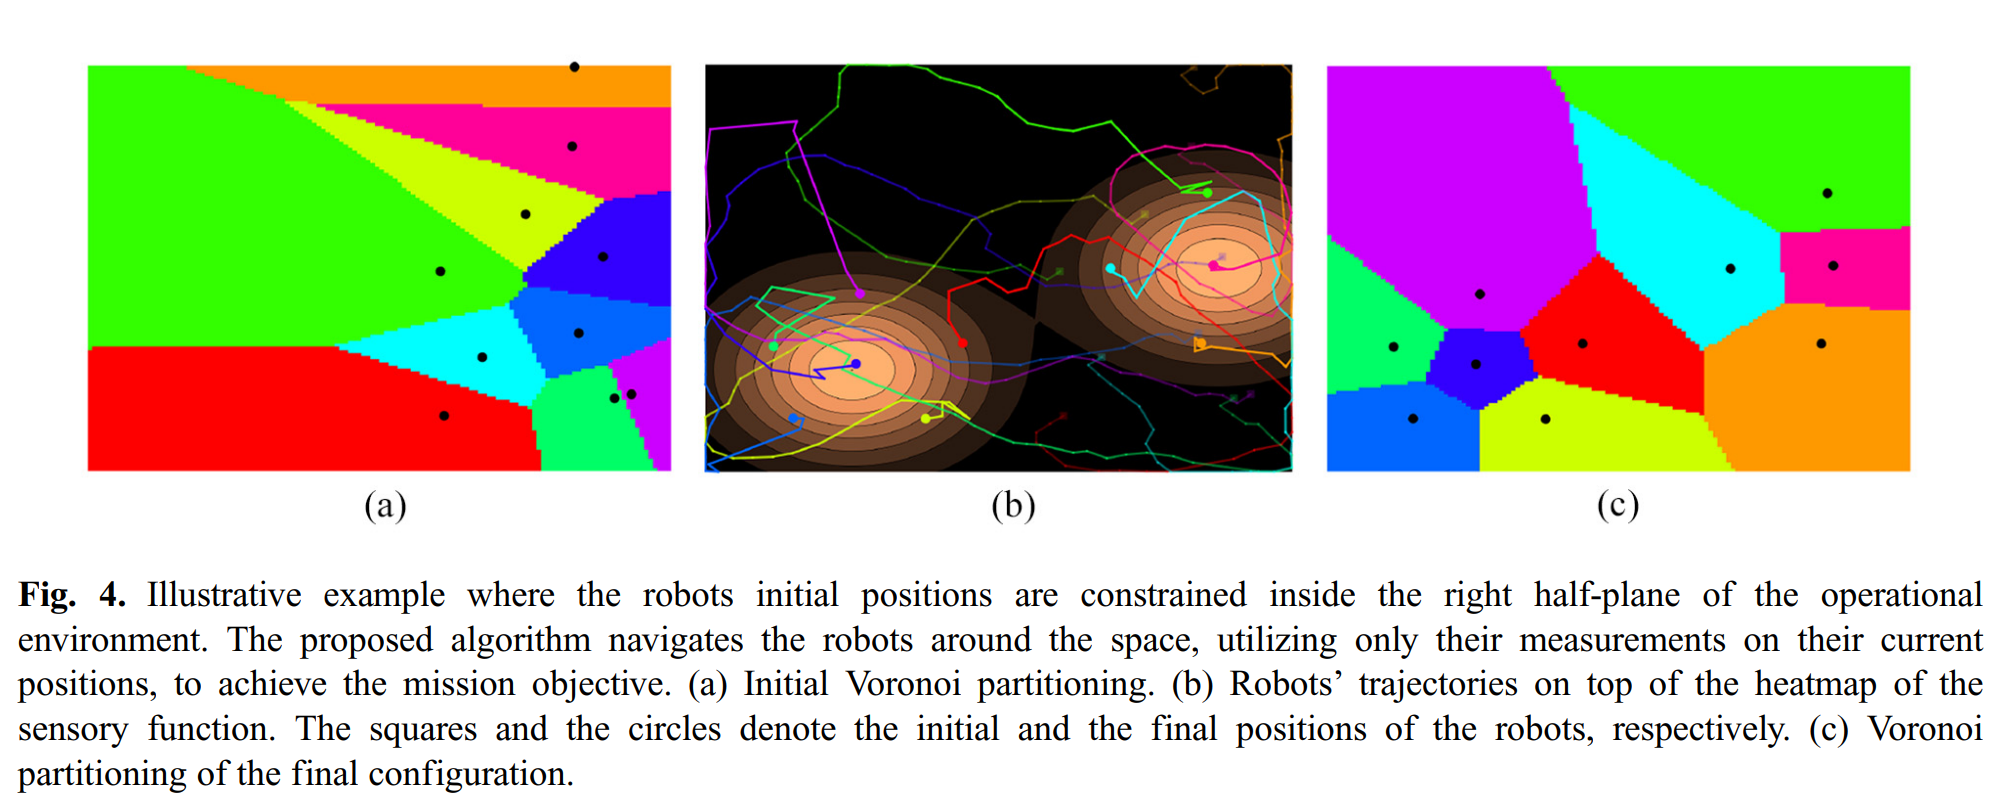 (a) (b) (c)
Fig. 4. Illustrative example where the robots initial positions are constrained inside the right half-plane of the operational
environment. The proposed algorithm navigates the robots around the space, utilizing only their measurements on their current
positions, to achieve the mission objective. (a) Initial Voronoi partitioning. (b) Robots’ trajectories on top of the heatmap of the
sensory function. The squares and the circles denote the initial and the final positions of the robots, respectively. (c) Voronoi
partitioning of the final configuration.